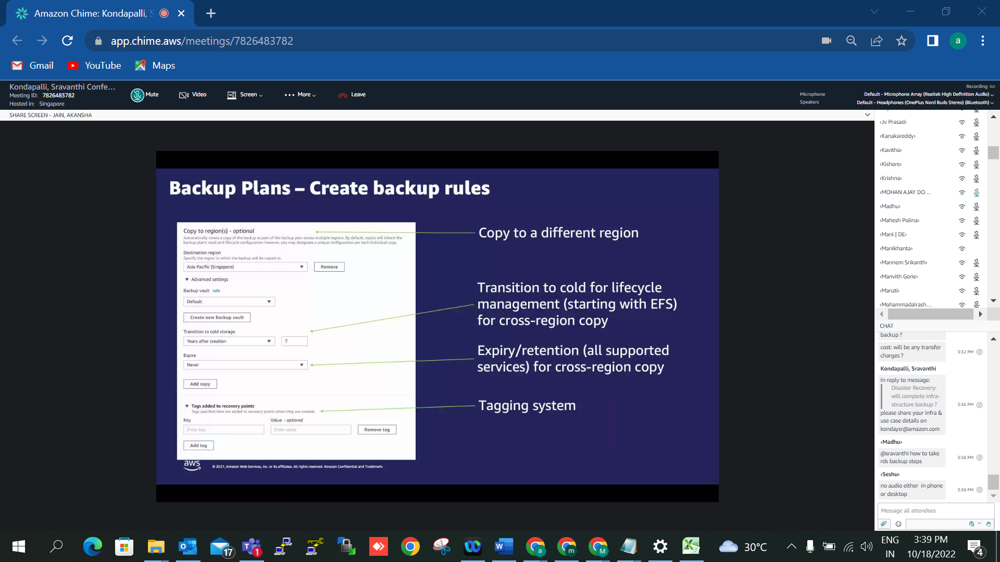 Amazon Chime: Kondapalli, S
app.chime.aws/meetings/7826483782
a
Gmail
YouTube
Maps
Kondapalli, Sravanthi Confe...
Meeting ID: 7826483782
Hosted in: Singapore
Mute
Video
Screen
More
Leave
Recording
Microphone
Default - Microphone Array (Realtek High Definition Audio)
Speakers
Default - Headphones (OnePlus Nord Buds Stereo) (Bluetooth)
SHARE SCREEN - JAIN, AKANSHA
Backup Plans – Create backup rules
Copy to region(s) - optional
Automatically create a copy of the backup as part of the backup plan across multiple regions. By default, copies will inherit the
backup plan's vault and lifecycle configuration however, you may designate a unique configuration per each individual copy.
Destination region
Specify the region to which the backup will be copied to.
Asia Pacific (Singapore)
Remove
Advanced settings
Backup vault Info
Default
Create new Backup vault
Transition to cold storage
Years after creation
7
Expire
Never
Add copy
Tags added to recovery points
Tags specified here are added to recovery points when they are created.
Key
Value - optional
Enter key
Enter value
Remove tag
Add tag
Copy to a different region
Transition to cold for lifecycle
management (starting with EFS)
for cross-region copy
Expiry/retention (all supported
services) for cross-region copy
Tagging system
aws
© 2021, Amazon Web Services, Inc. or its affiliates. All rights reserved. Amazon Confidential and Trademark.
‹Jv Prasad›
‹Kanakareddy›
‹Kavitha›
‹Kishore›
‹Krishna›
‹MOHAN AJAY DO...
‹Madhu›
‹Mahesh Polina›
‹Mani | DE›
‹Manikhanta›
‹Mannem Srikanth›
‹Manvith Gone›
‹Maruti›
‹Mohammadalrash...
CHAT
backup ?
cost: will be any transfer
charges ?
3:32 PM
Kondapalli, Sravanthi
In reply to message:
Disaster Recovery:
will complete infra-
structure backup ?
please share your infra &
use case details on
kondaysr@amazon.com
3:36 PM
‹Madhu›
@sravanthi how to take
rds backup steps
3:38 PM
‹Seshu›
no audio either in phone
or desktop
3:38 PM
Message all attendees
17
1
a
m
M
30°C
ENG
IN
3:39 PM
10/18/2022
4